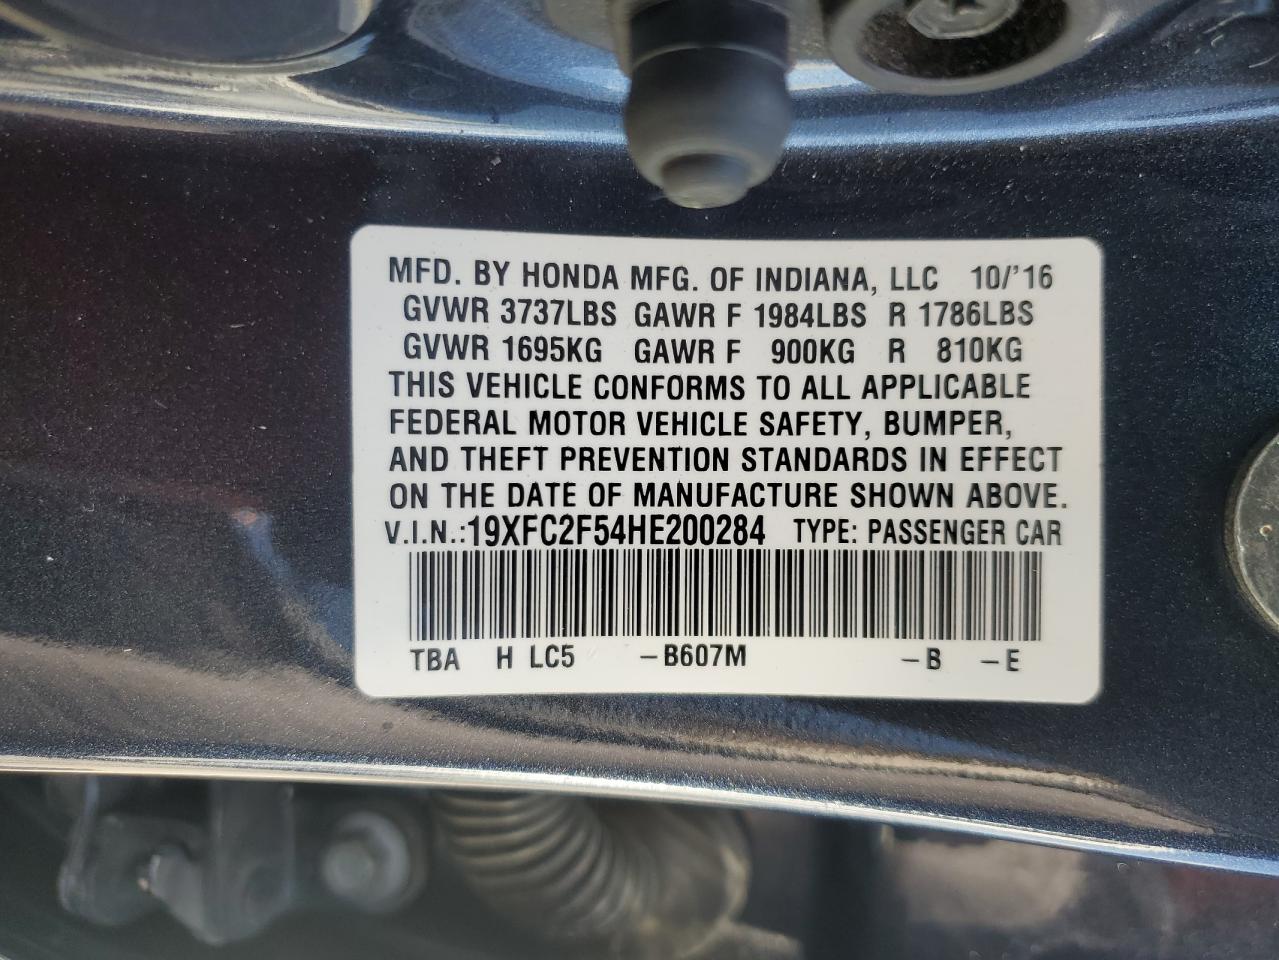 MFD. BY HONDA MFG. OF INDIANA, LLC 10/'16
GVWR 3737LBS GAWR F 1984LBS R 1786LBS
GVWR 1695KG GAWR F 900KG R 810KG
THIS VEHICLE CONFORMS TO ALL APPLICABLE
FEDERAL MOTOR VEHICLE SAFETY, BUMPER,
AND THEFT PREVENTION STANDARDS IN EFFECT
ON THE DATE OF MANUFACTURE SHOWN ABOVE.
V.I.N.:19XFC2F54HE200284 TYPE: PASSENGER CAR
TBA H LC5 –B607M –B –E